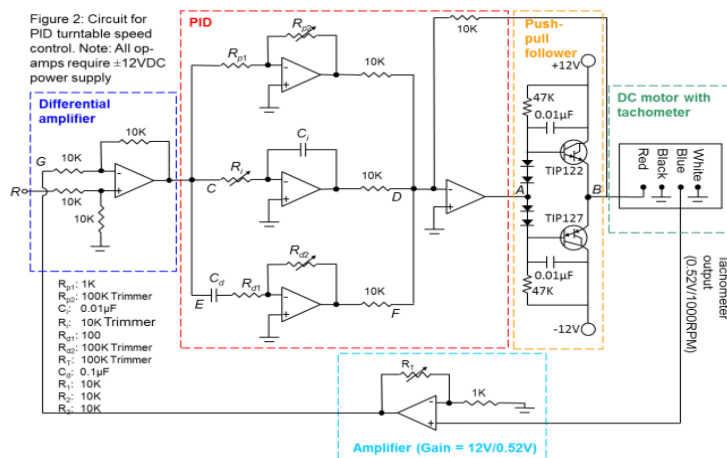 Figure 2: Circuit for
PID turntable speed
control. Note: All op-
amps require ±12VDC
power supply
PID
Push-
pull
follower
Differential
amplifier
DC motor with
tachometer
Rp1
Rp2
10K
10K
+12V
47K
0.01µF
TIP122
G
10K
10K
R
10K
10K
C
Ri
Ci
10K
D
A
B
Red
Black
Blue
White
TIP127
0.01µF
47K
-12V
Cd
E
Rd1
Rd2
10K
F
Tachometer
output
(0.52V/1000RPM)
Rp1: 1K
Rp2: 100K Trimmer
Ci: 0.01µF
Ri: 10K Trimmer
Rd1: 100
Rd2: 100K Trimmer
RT: 100K Trimmer
Cd: 0.1µF
R1: 10K
R2: 10K
R3: 10K
RT
1K
Amplifier (Gain = 12V/0.52V)